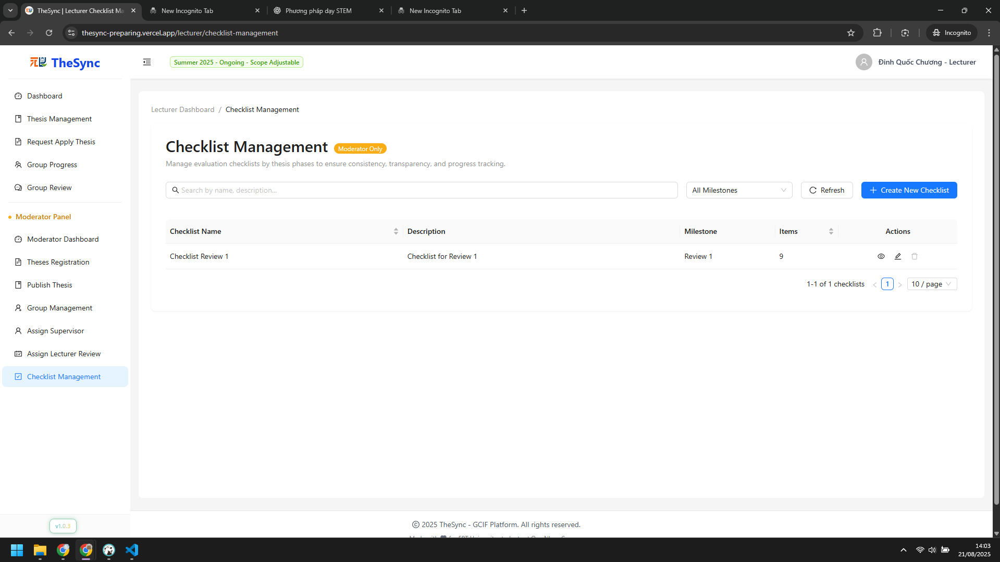 TheSync | Lecturer Checklist Ma
New Incognito Tab
Phương pháp dạy STEM
New Incognito Tab
thesync-preparing.vercel.app/lecturer/checklist-management
Incognito
TheSync
Summer 2025 - Ongoing - Scope Adjustable
Đinh Quốc Chương - Lecturer
Dashboard
Thesis Management
Request Apply Thesis
Group Progress
Group Review
Moderator Panel
Moderator Dashboard
Theses Registration
Publish Thesis
Group Management
Assign Supervisor
Assign Lecturer Review
Checklist Management
v1.0.3
Lecturer Dashboard / Checklist Management
Checklist Management Moderator Only
Manage evaluation checklists by thesis phases to ensure consistency, transparency, and progress tracking.
Search by name, description...
All Milestones
Refresh
Create New Checklist
Checklist Name Description Milestone Items Actions
Checklist Review 1 Checklist for Review 1 Review 1 9
1-1 of 1 checklists 1 10 / page
© 2025 TheSync - GCIF Platform. All rights reserved.
14:03
21/08/2025